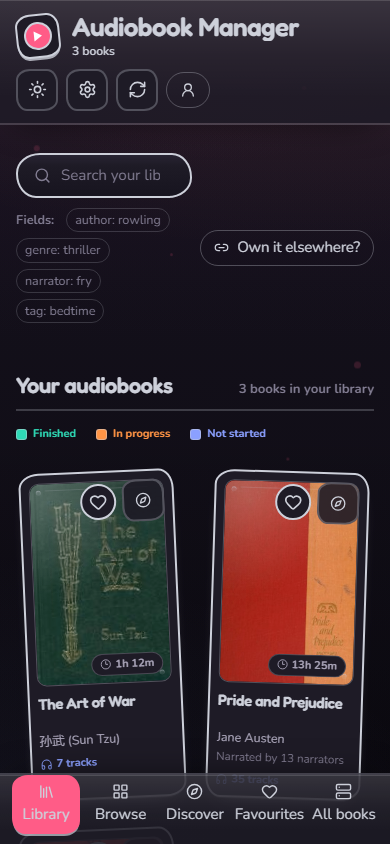 Audiobook Manager
3 books
Search your lib
Fields: author: rowling
genre: thriller
narrator: fry
tag: bedtime
Own it elsewhere?
Your audiobooks
3 books in your library
Finished In progress Not started
The
Art of
War
Sun Tzu
1h 12m
Pride
and
Prejudice
13h 25m
The Art of War
孙武 (Sun Tzu)
7 tracks
Pride and Prejudice
Jane Austen
Narrated by 13 narrators
35 tracks
Library Browse Discover Favourites All books